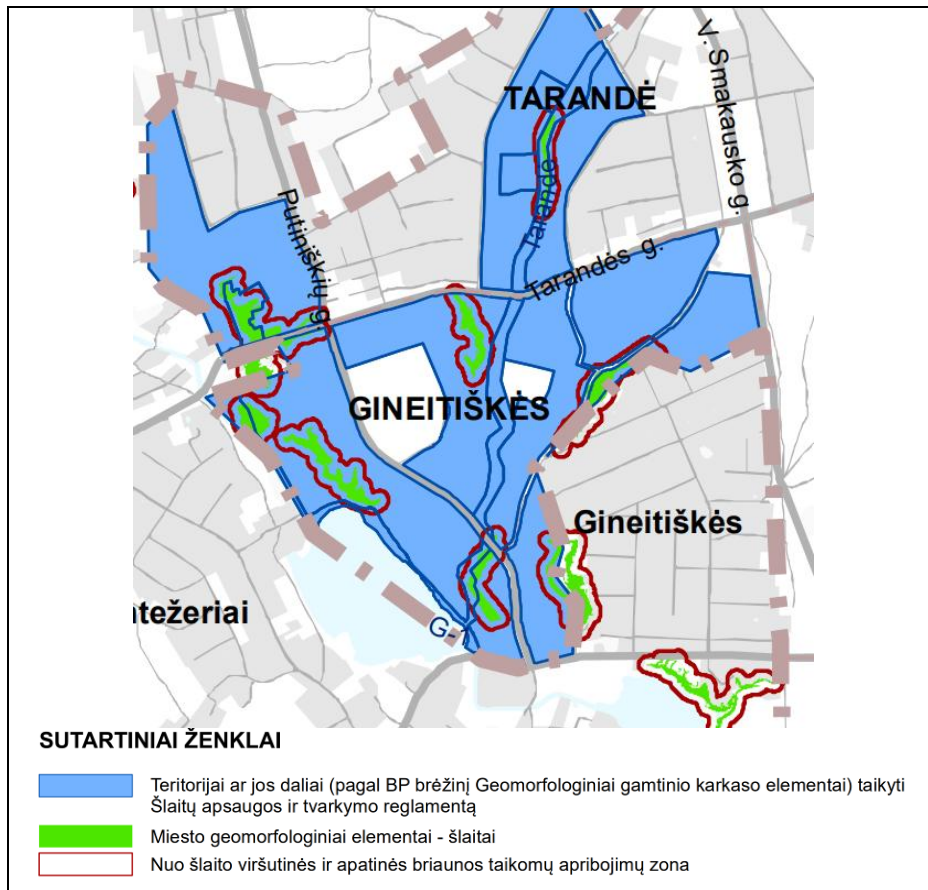 V. Smakausko g.
TARANDĖ
Tarandė
Putiniškių g.
Tarandės g.
GINEITIŠKĖS
Gineitiškės
ntežeriai
G-1
SUTARTINIAI ŽENKLAI
Teritorijai ar jos daliai (pagal BP brėžinį Geomorfologiniai gamtinio karkaso elementai) taikyti
Šlaitų apsaugos ir tvarkymo reglamentą
Miesto geomorfologiniai elementai - šlaitai
Nuo šlaito viršutinės ir apatinės briaunos taikomų apribojimų zona